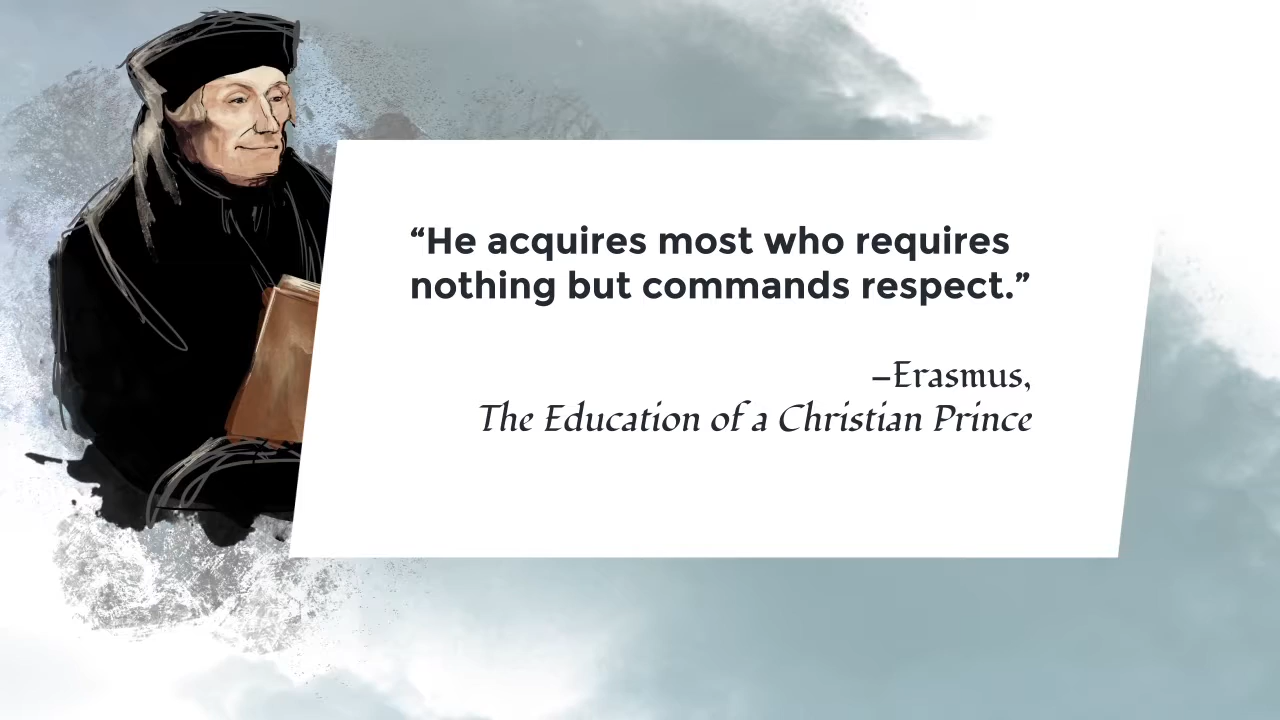 “He acquires most who requires
nothing but commands respect.”
–Erasmus,
The Education of a Christian Prince